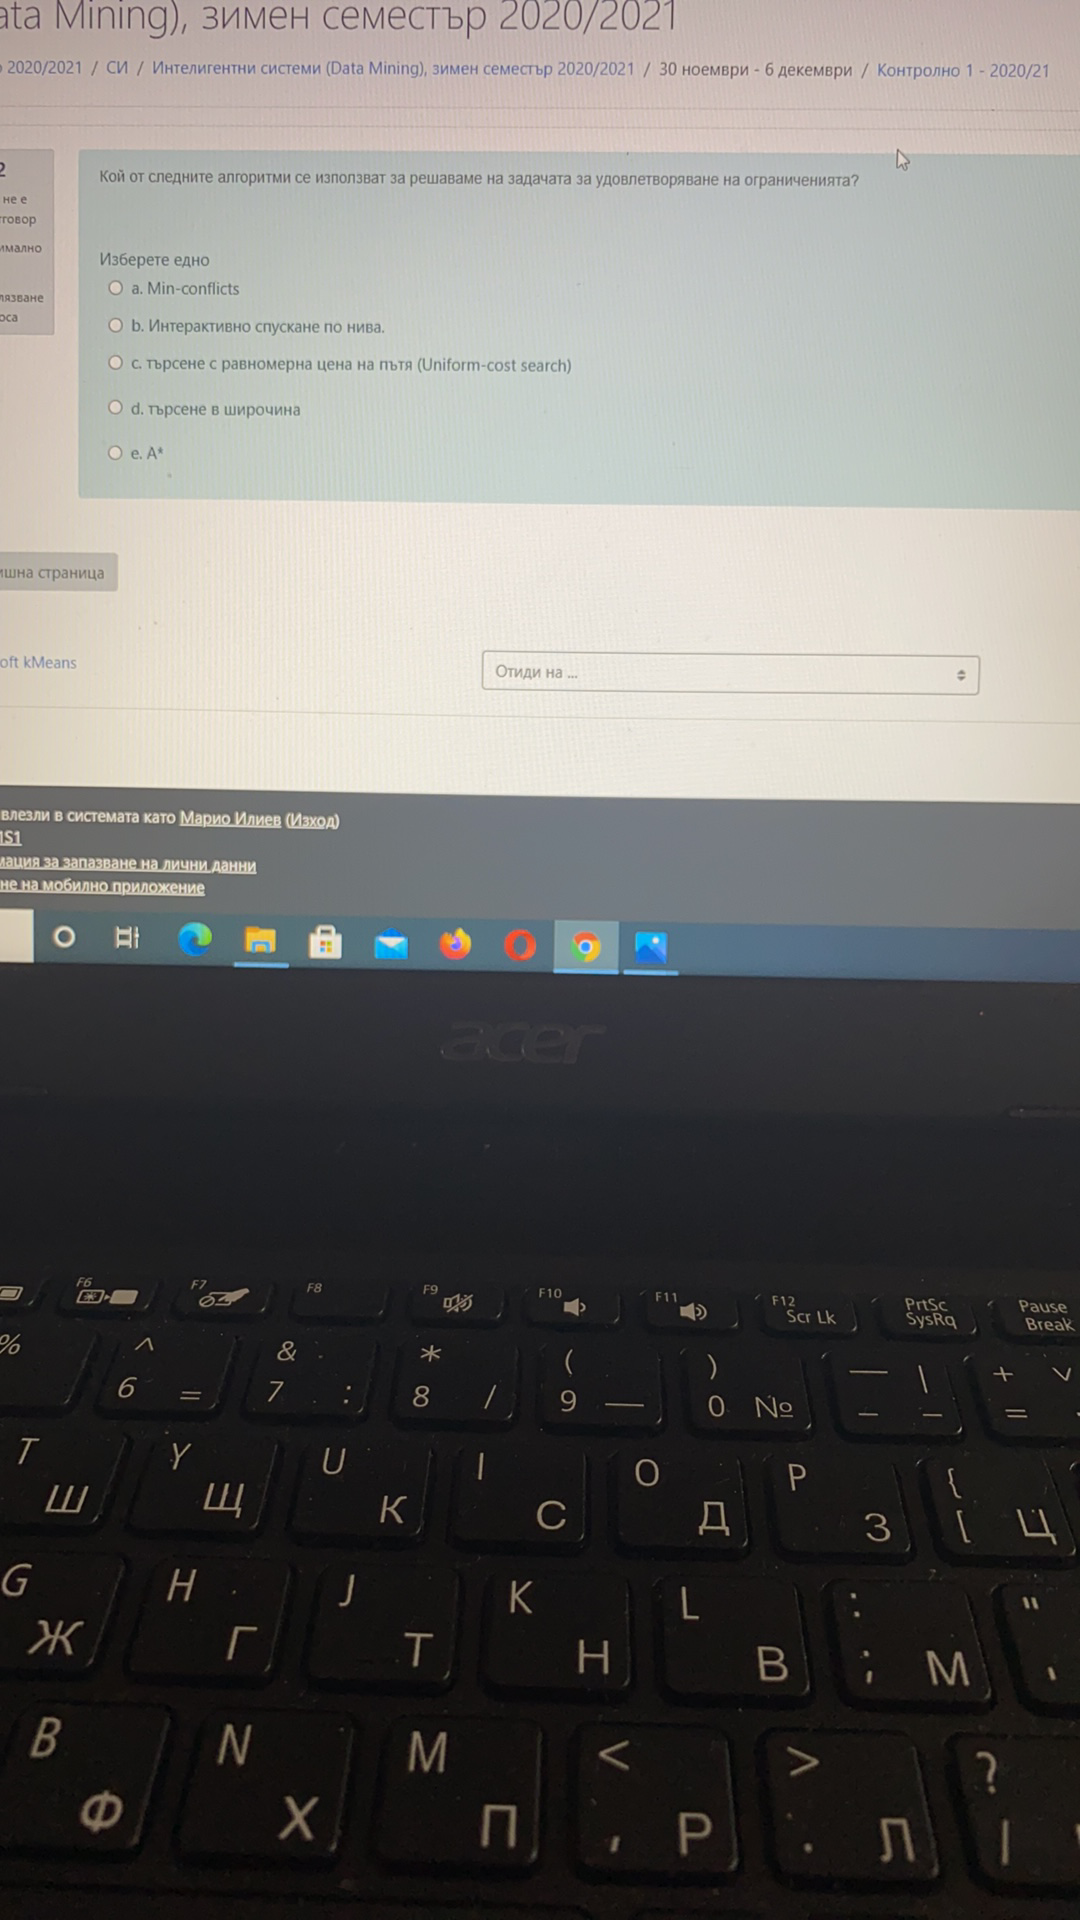 ata Mining), зимен семестър 2020/2021
2020/2021 / СИ / Интелигентни системи (Data Mining), зимен семестър 2020/2021 / 30 ноември - 6 декември / Контролно 1 - 2020/21
2
не е
говор
имално
лязване
оса
Кой от следните алгоритми се използват за решаваме на задачата за удовлетворяване на ограниченията?
Изберете едно
a. Min-conflicts
b. Интерактивно спускане по нива.
c. търсене с равномерна цена на пътя (Uniform-cost search)
d. търсене в широчина
e. A*
ишна страница
oft kMeans
Отиди на ...
влезли в системата като Марио Илиев (Изход)
IS1
мация за запазване на лични данни
не на мобилно приложение
acer
F6 F7 F8 F9 F10 F11 F12 Scr Lk PrtSc SysRq Pause Break
% ^ 6 = & 7 : * 8 / ( 9 — ) 0 № — | _ – + = V
T Ш Y Щ U К I С O Д P З { [ Ц
G Ж H Г J Т K Н L В : ; М " '
B Ф N Х M П < , Р > . Л ? /